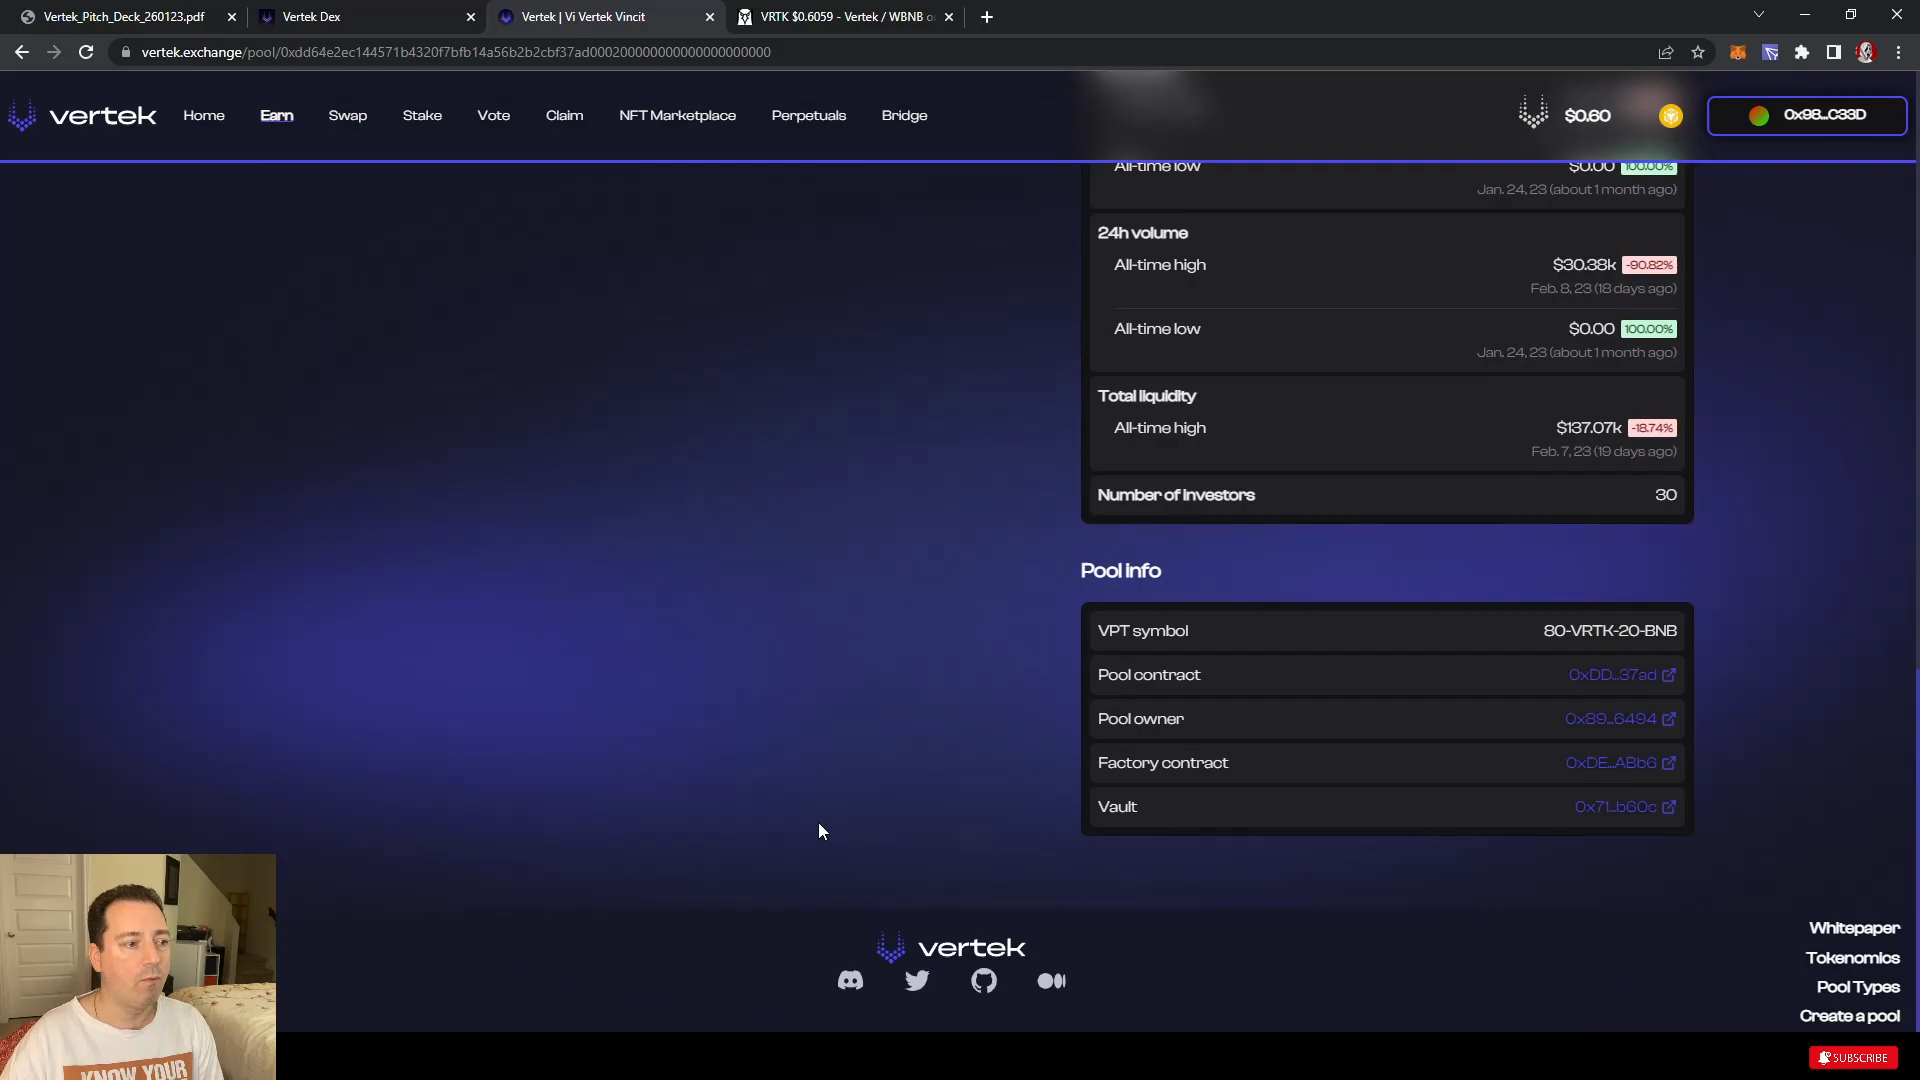 Vertek_Pitch_Deck_260123.pdf
Vertek Dex
Vertek | Vi Vertek Vincit
VRTK $0.6059 - Vertek / WBNB o
vertek.exchange/pool/0xdd64e2ec144571b4320f7bfb14a56b2b2cbf37ad000200000000000000000000
vertek
Home
Earn
Swap
Stake
Vote
Claim
NFT Marketplace
Perpetuals
Bridge
$0.60
0x98...C33D
All-time low
$0.00 100.00%
Jan. 24, 23 (about 1 month ago)
24h volume
All-time high
$30.38k -90.82%
Feb. 8, 23 (18 days ago)
All-time low
$0.00 100.00%
Jan. 24, 23 (about 1 month ago)
Total liquidity
All-time high
$137.07k -18.74%
Feb. 7, 23 (19 days ago)
Number of investors
30
Pool info
VPT symbol
80-VRTK-20-BNB
Pool contract
0xDD...37ad
Pool owner
0x89...6494
Factory contract
0xDE...ABb6
Vault
0x71...b60c
vertek
Whitepaper
Tokenomics
Pool Types
Create a pool
KNOW YOUR
SUBSCRIBE